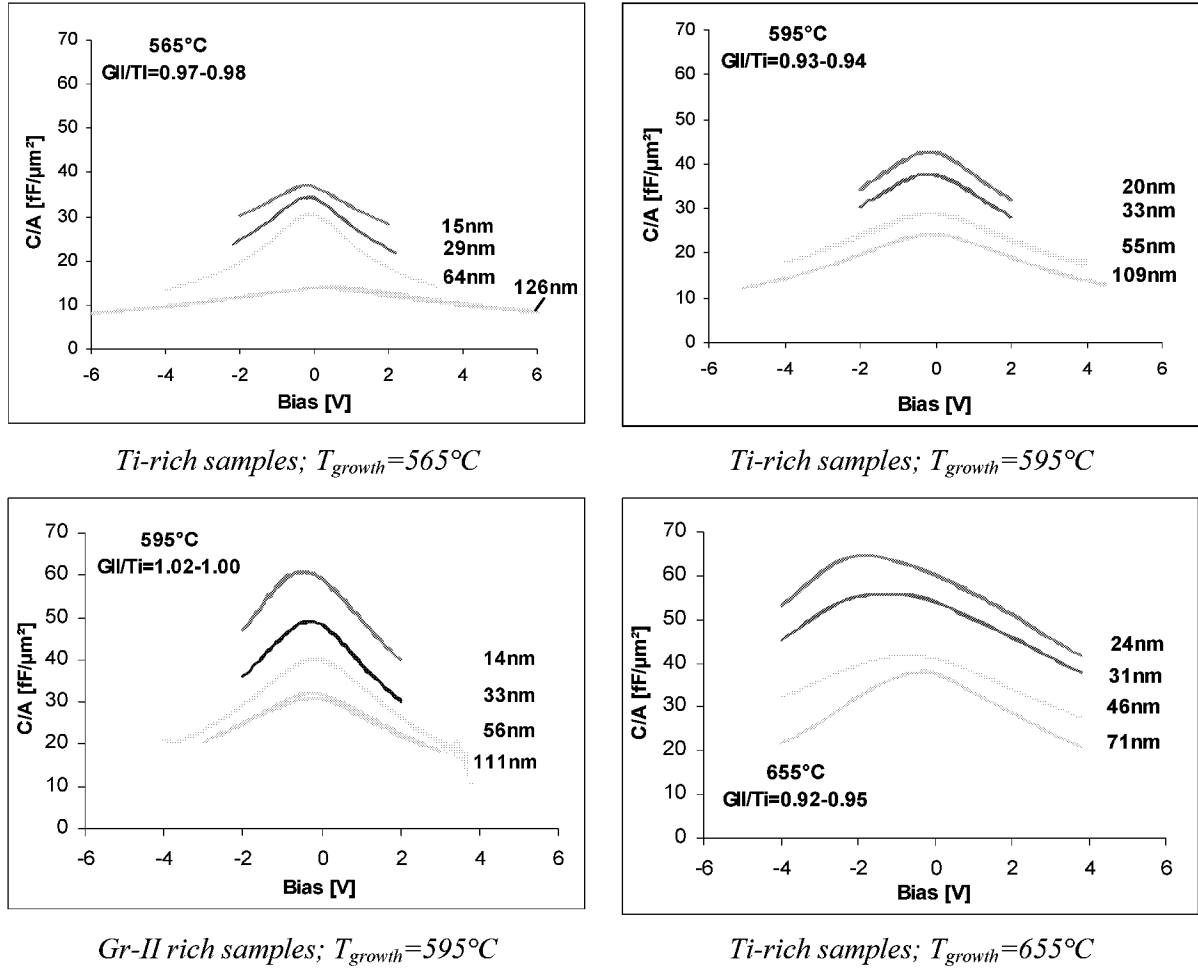 565°C
GII/TI=0.97-0.98
C/A [fF/µm²]
70
60
50
40
30
20
10
0
15nm
29nm
64nm
126nm
-6 -4 -2 0 2 4 6
Bias [V]
Ti-rich samples; Tgrowth=565°C
595°C
GII/Ti=0.93-0.94
C/A [fF/µm²]
70
60
50
40
30
20
10
0
20nm
33nm
55nm
109nm
-6 -4 -2 0 2 4 6
Bias [V]
Ti-rich samples; Tgrowth=595°C
595°C
GII/Ti=1.02-1.00
C/A [fF/µm²]
70
60
50
40
30
20
10
0
14nm
33nm
56nm
111nm
-6 -4 -2 0 2 4 6
Bias [V]
Gr-II rich samples; Tgrowth=595°C
C/A [fF/µm²]
70
60
50
40
30
20
10
0
24nm
31nm
46nm
71nm
655°C
GII/Ti=0.92-0.95
-6 -4 -2 0 2 4 6
Bias [V]
Ti-rich samples; Tgrowth=655°C